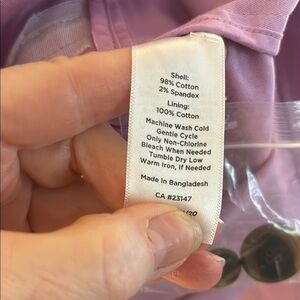 Shell:
98% Cotton
2% Spandex
Lining:
100% Cotton
Machine Wash Cold
Gentle Cycle
Only Non-Chlorine
Bleach When Needed
Tumble Dry Low
Warm Iron, If Needed
Made in Bangladesh
CA #23147
/20